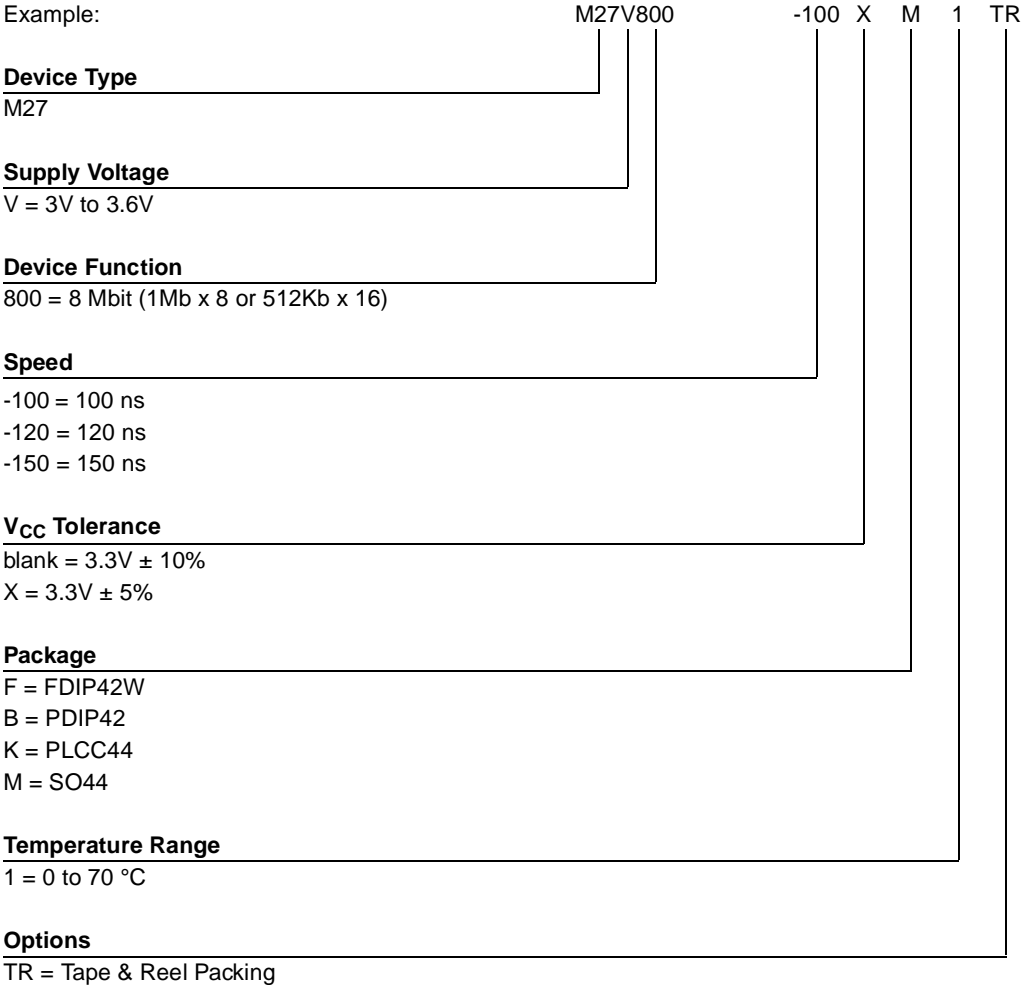 Example: M27V800 -100 X M 1 TR
Device Type
M27
Supply Voltage
V = 3V to 3.6V
Device Function
800 = 8 Mbit (1Mb x 8 or 512Kb x 16)
Speed
-100 = 100 ns
-120 = 120 ns
-150 = 150 ns
VCC Tolerance
blank = 3.3V ± 10%
X = 3.3V ± 5%
Package
F = FDIP42W
B = PDIP42
K = PLCC44
M = SO44
Temperature Range
1 = 0 to 70 °C
Options
TR = Tape & Reel Packing